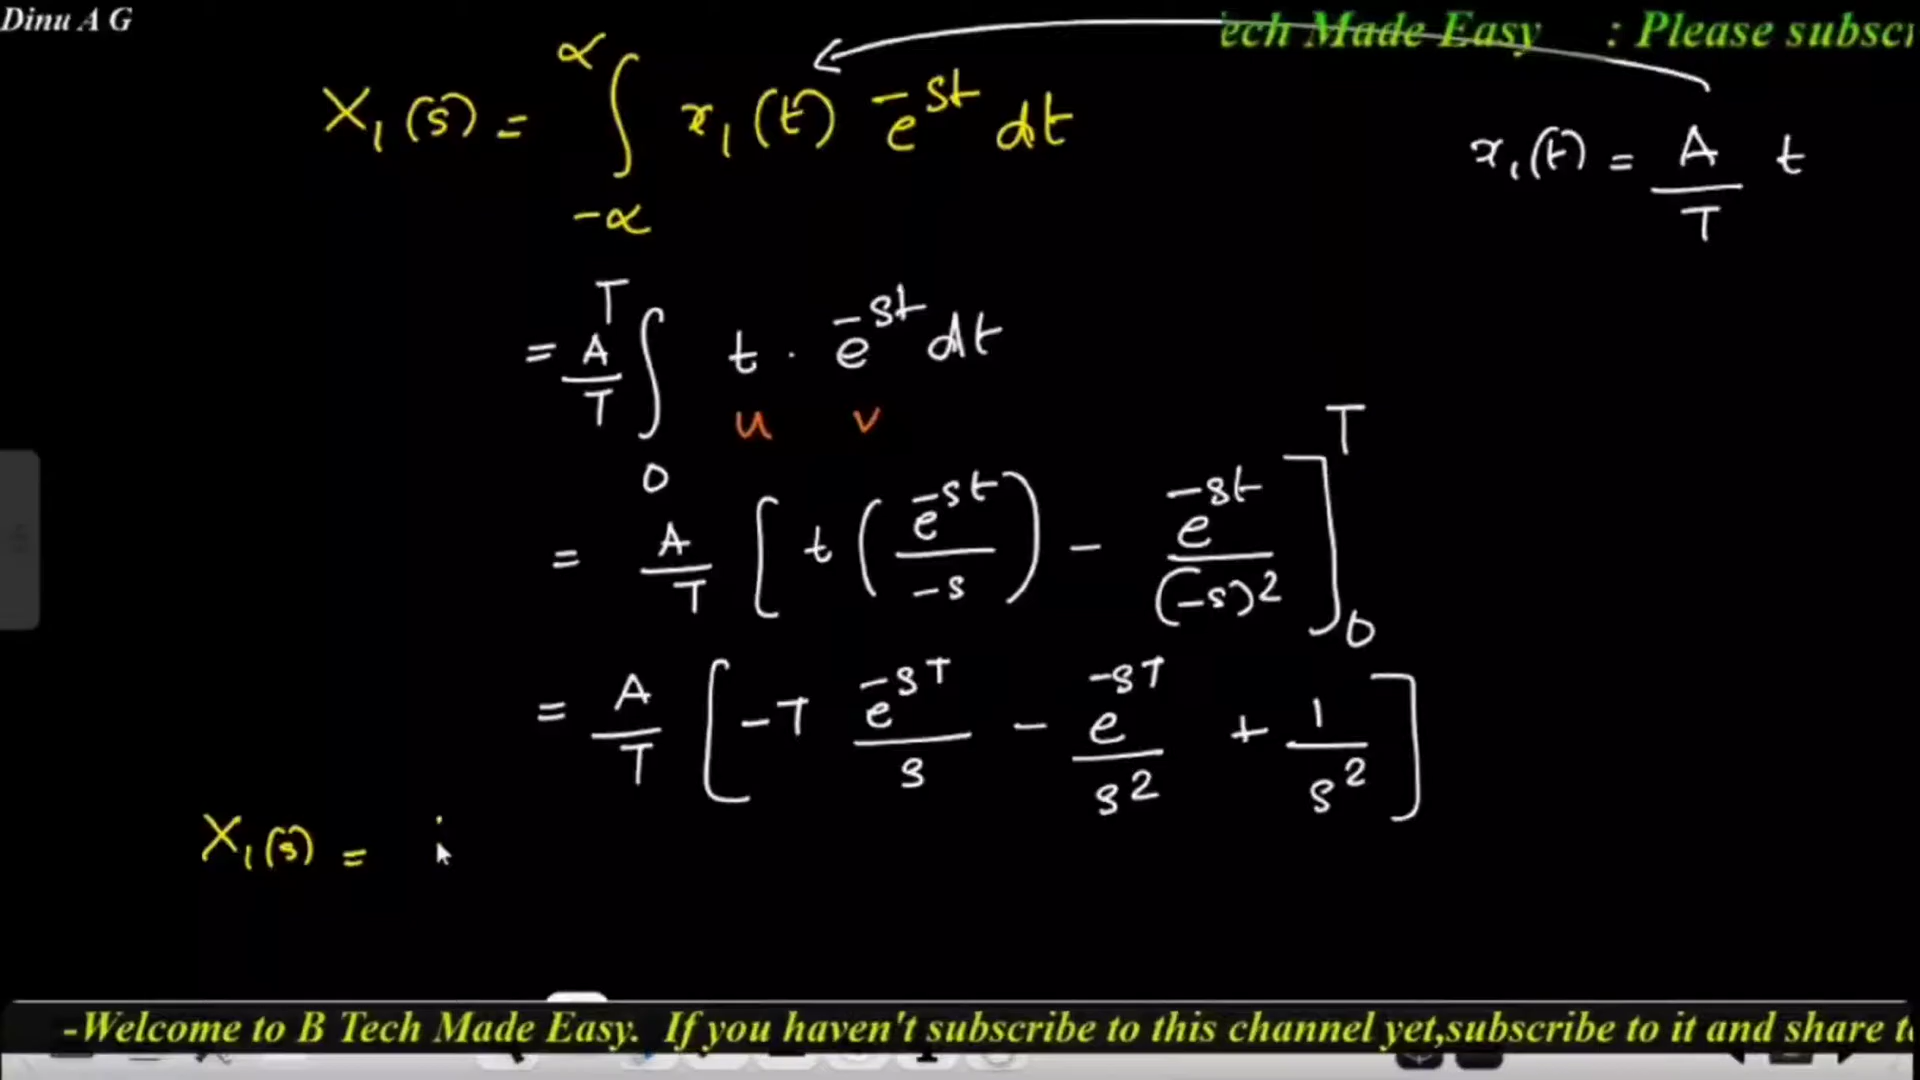 Dinu A G
ech Made Easy : Please subscr
X₁(s) = ∫_{-∝}^{∝} x₁(t) e^{-st} dt
x₁(t) = A/T t
= A/T ∫_0^T t . e^{-st} dt
u v
= A/T [ t ( e^{-st} / -s ) - e^{-st} / (-s)² ]_0^T
= A/T [ -T e^{-sT} / s - e^{-sT} / s² + 1/s² ]
X₁(s) =
-Welcome to B Tech Made Easy. If you haven't subscribe to this channel yet,subscribe to it and share t